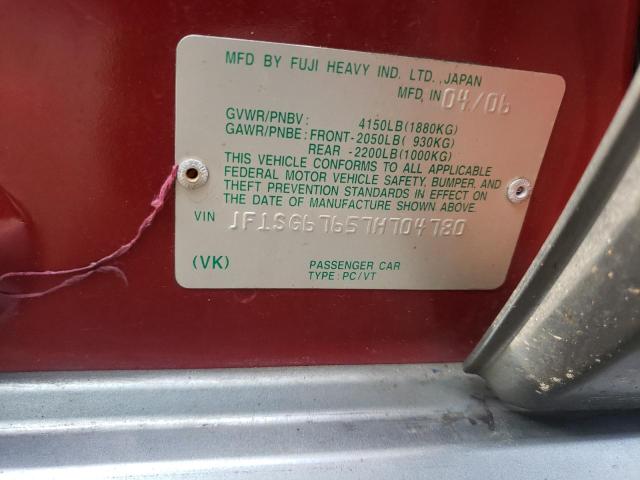 MFD BY FUJI HEAVY IND. LTD., JAPAN
MFD, IN 04/06
GVWR/PNBV: 4150LB(1880KG)
GAWR/PNBE: FRONT-2050LB( 930KG)
REAR -2200LB(1000KG)
THIS VEHICLE CONFORMS TO ALL APPLICABLE
FEDERAL MOTOR VEHICLE SAFETY, BUMPER, AND
THEFT PREVENTION STANDARDS IN EFFECT ON
THE DATE OF MANUFACTURE SHOWN ABOVE.
VIN JF1SG67657H704780
(VK) PASSENGER CAR
TYPE: PC/VT